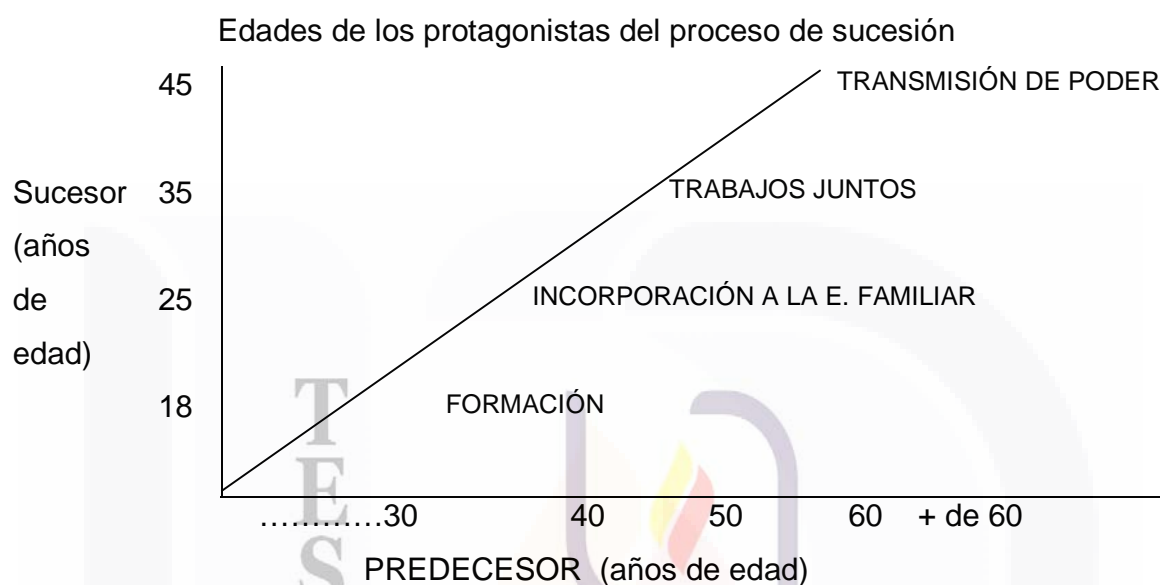 Edades de los protagonistas del proceso de sucesión
45 TRANSMISIÓN DE PODER
Sucesor 35 TRABAJOS JUNTOS
(años
de 25 INCORPORACIÓN A LA E. FAMILIAR
edad)
18 FORMACIÓN
…………30 40 50 60 + de 60
PREDECESOR (años de edad)
T
E
S